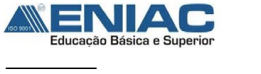 ISO 9001
ENIAC
Educação Básica e Superior